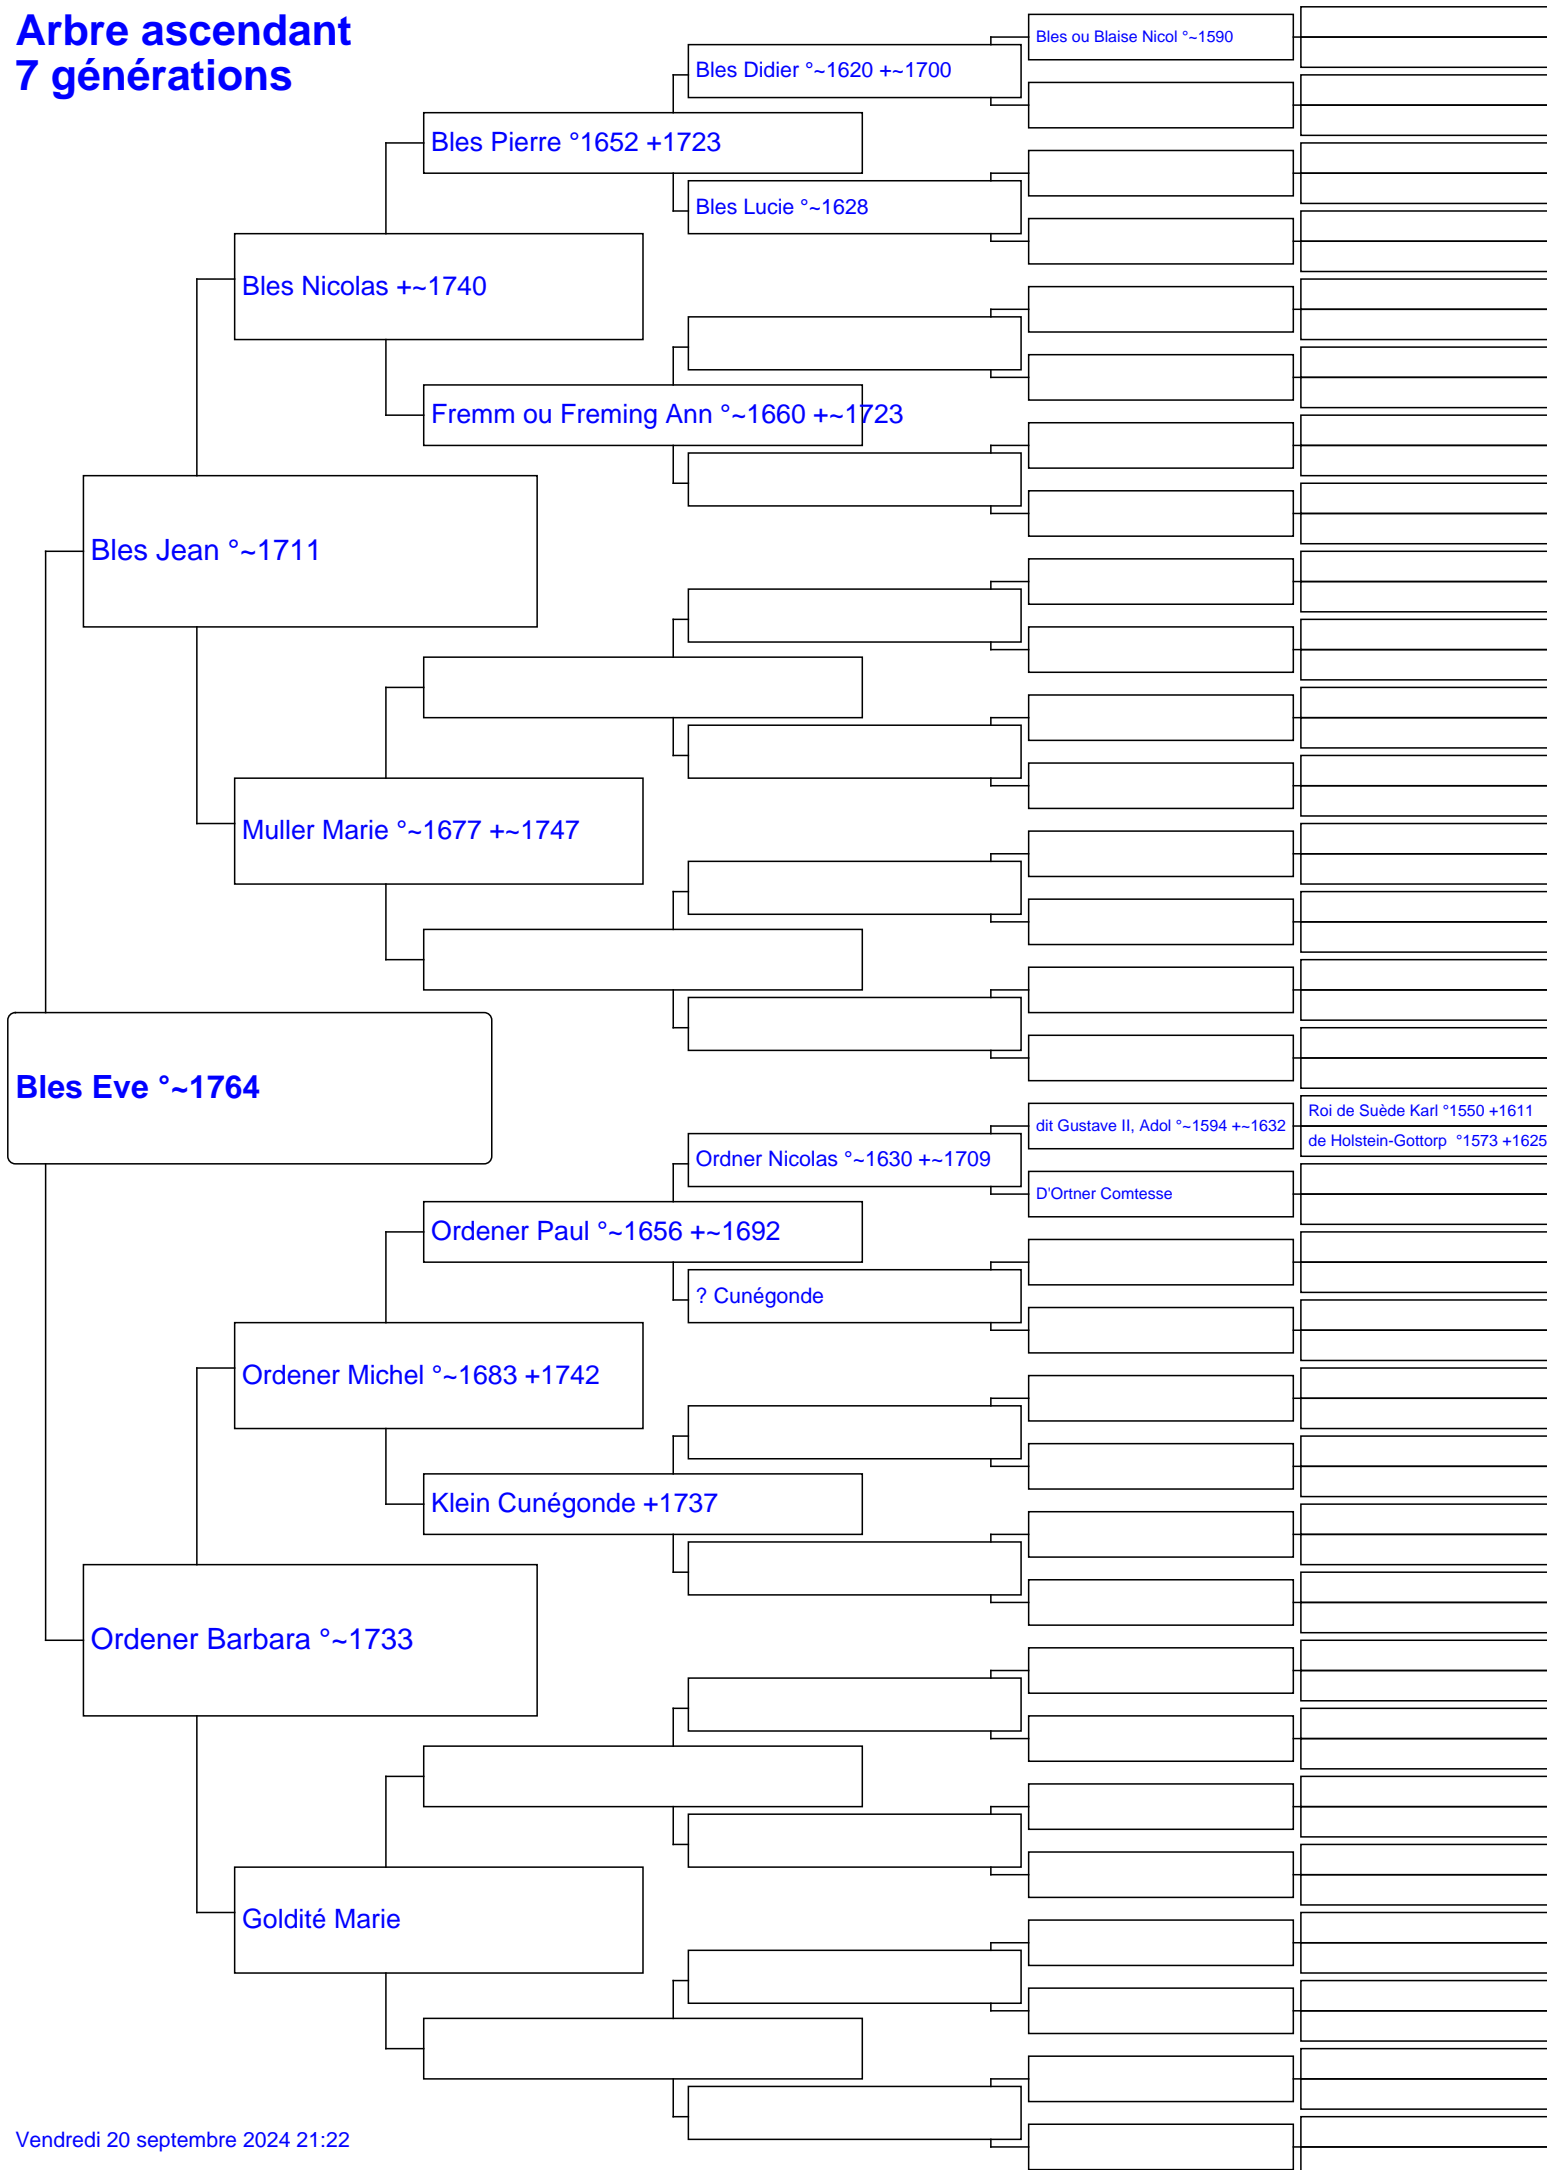 Arbre ascendant
7 générations
Bles ou Blaise Nicol °~1590
Bles Didier °~1620 +~1700
Bles Pierre °1652 +1723
Bles Lucie °~1628
Bles Nicolas +~1740
Fremm ou Freming Ann °~1660 +~1723
Bles Jean °~1711
Muller Marie °~1677 +~1747
Bles Eve °~1764
Roi de Suède Karl °1550 +1611
dit Gustave II, Adol °~1594 +~1632
de Holstein-Gottorp  °1573 +1625
Ordner Nicolas °~1630 +~1709
D'Ortner Comtesse
Ordener Paul °~1656 +~1692
? Cunégonde
Ordener Michel °~1683 +1742
Klein Cunégonde +1737
Ordener Barbara °~1733
Goldité Marie
Vendredi 20 septembre 2024 21:22